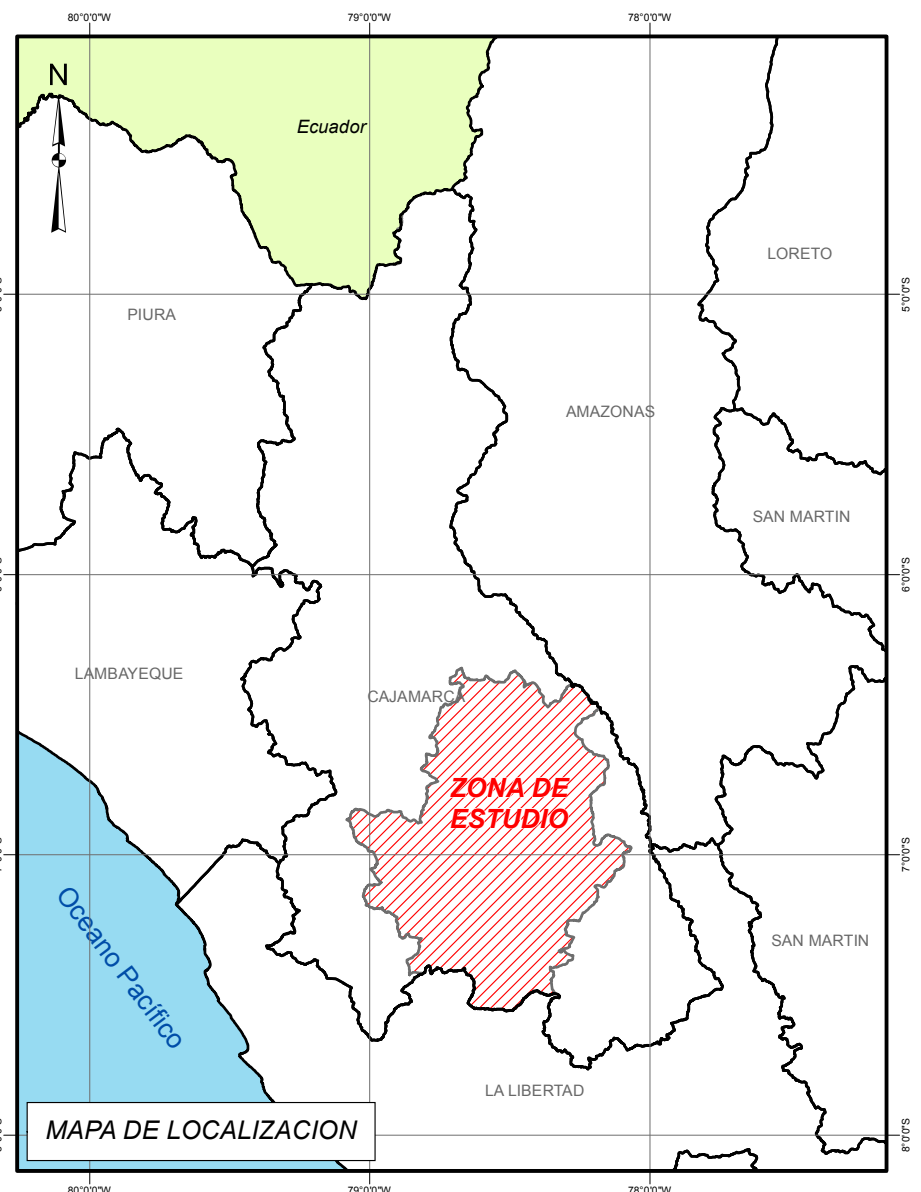 80°0'0"W 79°0'0"W 78°0'0"W
N
Ecuador
LORETO
5°0'0"S
PIURA
AMAZONAS
SAN MARTIN
6°0'0"S
LAMBAYEQUE
CAJAMARCA
ZONA DE
ESTUDIO
7°0'0"S
Oceano Pacífico
SAN MARTIN
LA LIBERTAD
MAPA DE LOCALIZACION
8°0'0"S
80°0'0"W 79°0'0"W 78°0'0"W